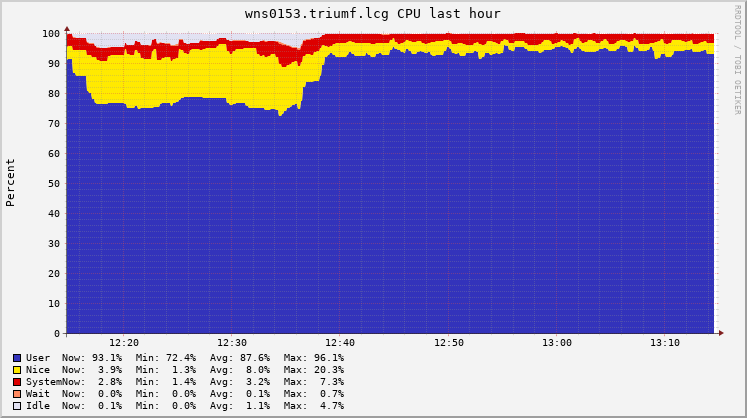 wns0153.triumf.lcg CPU last hour
RRDTOOL / TOBI OETIKER
Percent
100
90
80
70
60
50
40
30
20
10
0
12:20 12:30 12:40 12:50 13:00 13:10
User Now: 93.1% Min: 72.4% Avg: 87.6% Max: 96.1%
Nice Now: 3.9% Min: 1.3% Avg: 8.0% Max: 20.3%
System Now: 2.8% Min: 1.4% Avg: 3.2% Max: 7.3%
Wait Now: 0.0% Min: 0.0% Avg: 0.1% Max: 0.7%
Idle Now: 0.1% Min: 0.0% Avg: 1.1% Max: 4.7%